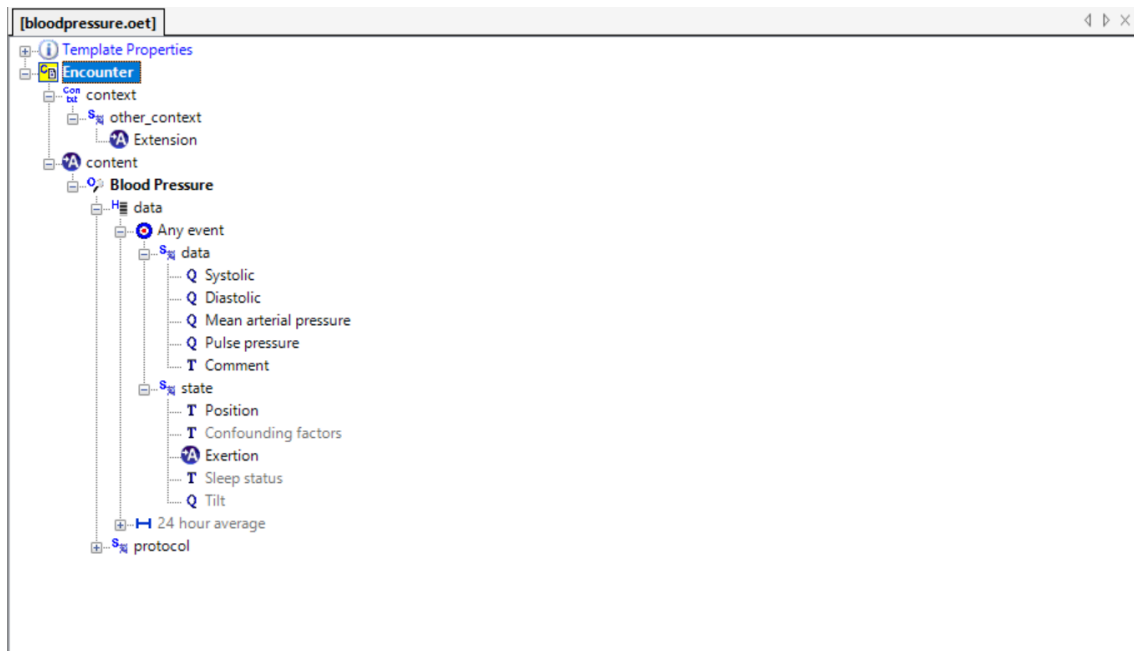 [bloodpressure.oet]
Template Properties
Encounter
context
other_context
Extension
content
Blood Pressure
data
Any event
data
Q Systolic
Q Diastolic
Q Mean arterial pressure
Q Pulse pressure
T Comment
state
T Position
T Confounding factors
Exertion
T Sleep status
Q Tilt
24 hour average
protocol